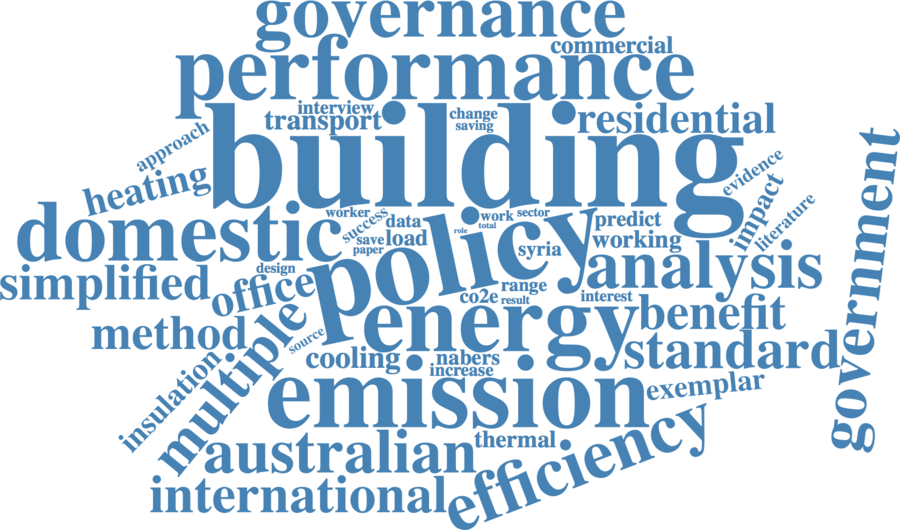 governance
commercial
performance
interview
transport
change
saving
residential
building
approach
evidence
government
heating
impact
literature
domestic
worker
success
data
work
sector
total
role
predict
save
load
paper
policy
syria
working
analysis
design
simplified
office
range
co2e
result
interest
benefit
energy
method
multiple
source
standard
cooling
nabers
increase
insulation
emission
exemplar
australian
thermal
efficiency
international